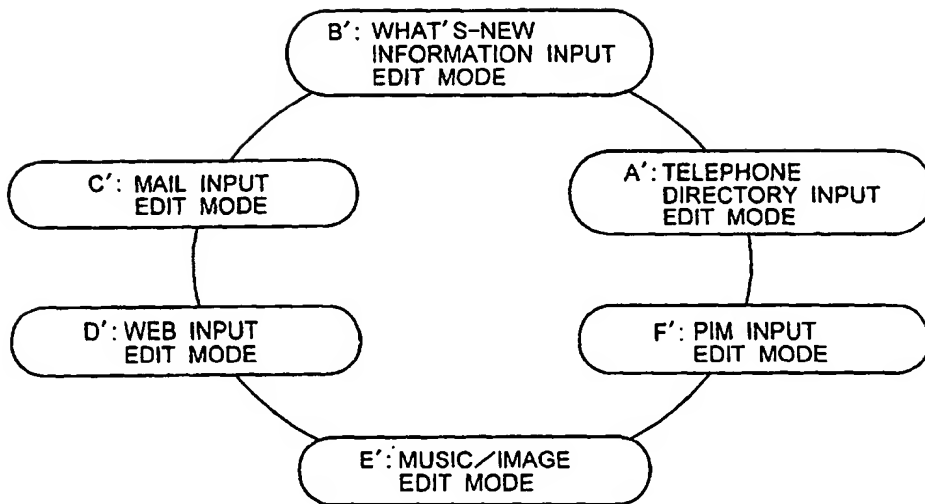 B′: WHAT′S-NEW
INFORMATION INPUT
EDIT MODE
C′: MAIL INPUT
EDIT MODE
A′: TELEPHONE
DIRECTORY INPUT
EDIT MODE
D′: WEB INPUT
EDIT MODE
F′: PIM INPUT
EDIT MODE
E′: MUSIC/IMAGE
EDIT MODE